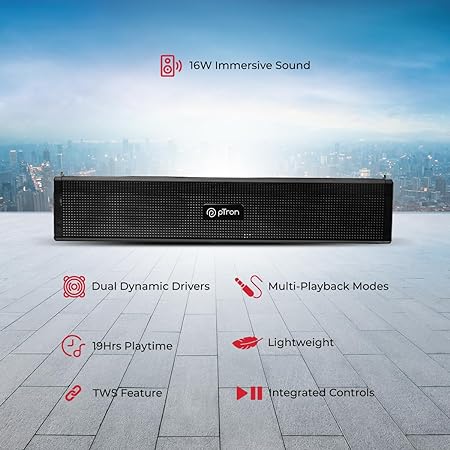 16W Immersive Sound
pTron
Dual Dynamic Drivers
Multi-Playback Modes
19Hrs Playtime
Lightweight
TWS Feature
Integrated Controls